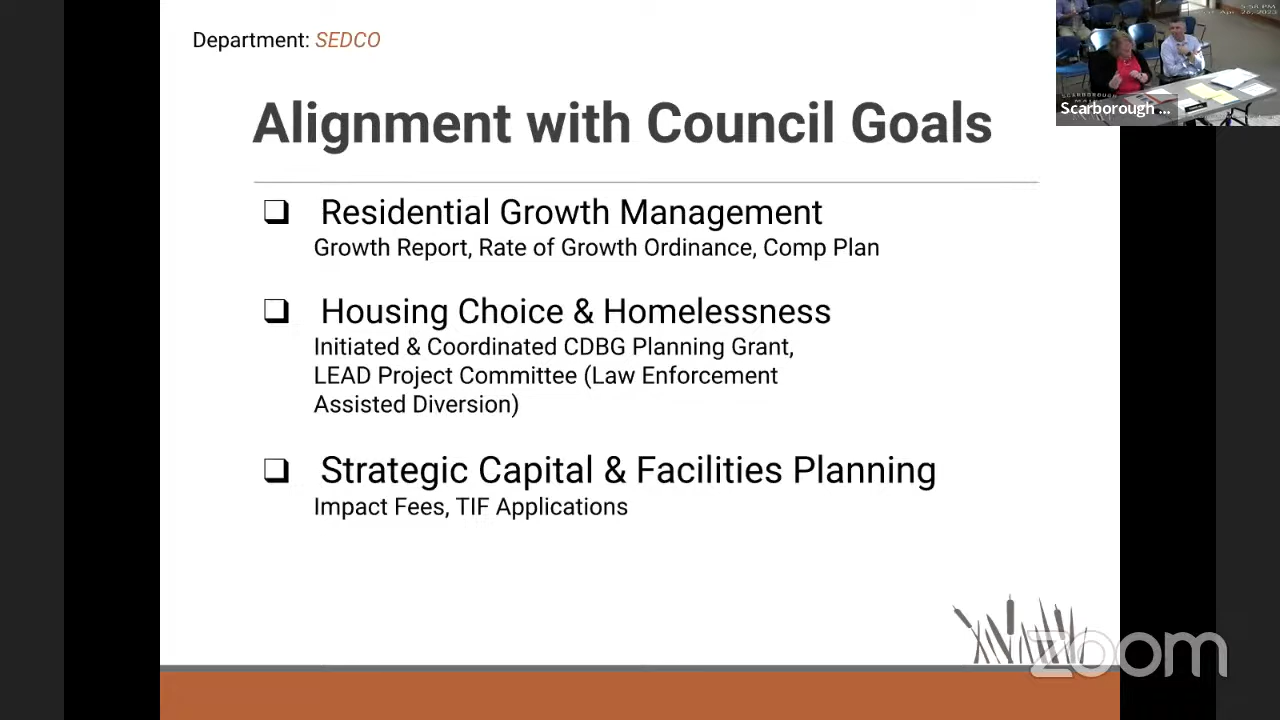 Department: SEDCO
Alignment with Council Goals
❑ Residential Growth Management
Growth Report, Rate of Growth Ordinance, Comp Plan
❑ Housing Choice & Homelessness
Initiated & Coordinated CDBG Planning Grant,
LEAD Project Committee (Law Enforcement
Assisted Diversion)
❑ Strategic Capital & Facilities Planning
Impact Fees, TIF Applications
Scarborough ...
zoom